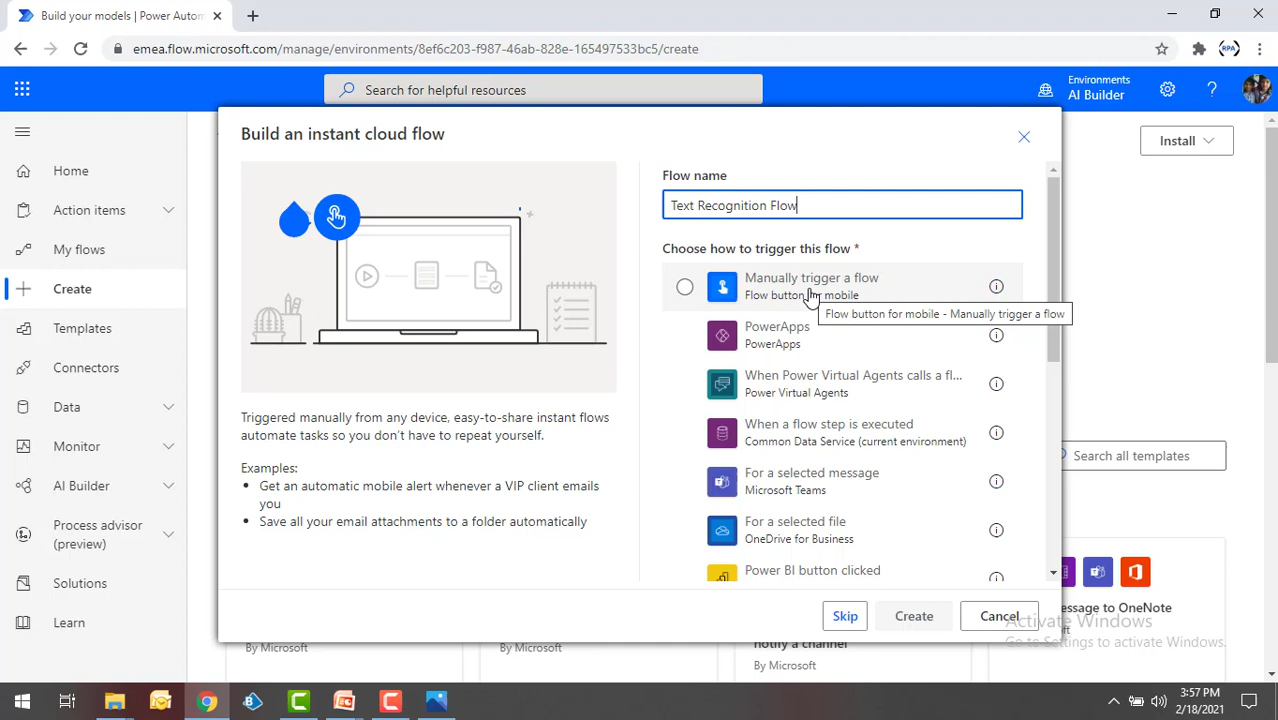 Build your models | Power Autom
emea.flow.microsoft.com/manage/environments/8ef6c203-f987-46ab-828e-165497533bc5/create
RPA
Search for helpful resources
Environments
AI Builder
Home
Action items
My flows
Create
Templates
Connectors
Data
Monitor
AI Builder
Process advisor
(preview)
Solutions
Learn
Install
Search all templates
Build an instant cloud flow
Triggered manually from any device, easy-to-share instant flows
automate tasks so you don't have to repeat yourself.
Examples:
Get an automatic mobile alert whenever a VIP client emails
you
Save all your email attachments to a folder automatically
Flow name
Text Recognition Flow
Choose how to trigger this flow *
Manually trigger a flow
Flow button for mobile
Flow button for mobile - Manually trigger a flow
PowerApps
PowerApps
When Power Virtual Agents calls a fl...
Power Virtual Agents
When a flow step is executed
Common Data Service (current environment)
For a selected message
Microsoft Teams
For a selected file
OneDrive for Business
Power BI button clicked
Skip
Create
Cancel
essage to OneNote
notify a channel
By Microsoft
By Microsoft
By Microsoft
Activate Windows
Go to Settings to activate Windows.
3:57 PM
2/18/2021